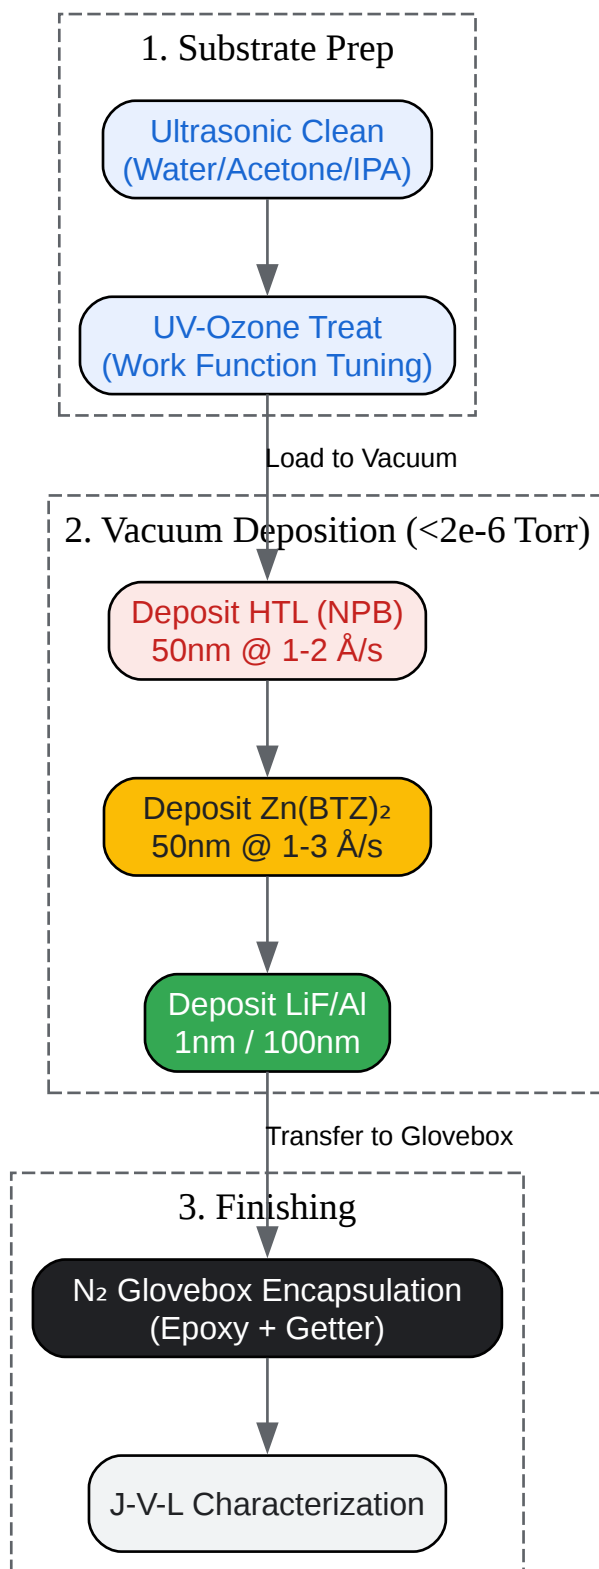 1. Substrate Prep
Ultrasonic Clean
(Water/Acetone/IPA)
UV-Ozone Treat
(Work Function Tuning)
Load to Vacuum
2. Vacuum Deposition (<2e-6 Torr)
Deposit HTL (NPB)
50nm @ 1-2 Å/s
Deposit Zn(BTZ)₂
50nm @ 1-3 Å/s
Deposit LiF/Al
1nm / 100nm
Transfer to Glovebox
3. Finishing
N₂ Glovebox Encapsulation
(Epoxy + Getter)
J-V-L Characterization